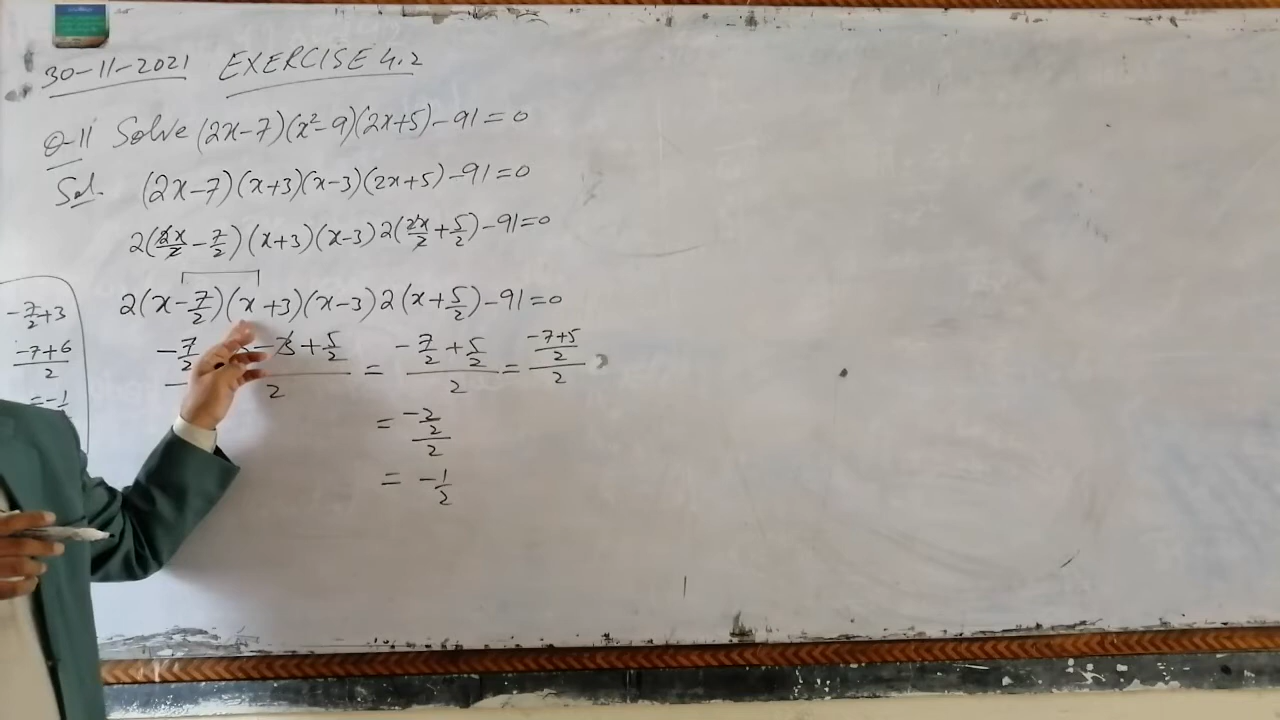 30-11-2021 EXERCISE 4.2
Q-11 Solve (2x-7)(x²-9)(2x+5)-91=0
Sol. (2x-7)(x+3)(x-3)(2x+5)-91=0
2(2x/2-7/2)(x+3)(x-3)2(2x/2+5/2)-91=0
2(x-7/2)(x+3)(x-3)2(x+5/2)-91=0
-7/2 -3+5/2 / 2 = -7/2+5/2 / 2 = -7+5/2 / 2
= -2/2 / 2
= -1/2
-7/2+3
-7+6/2
=-1